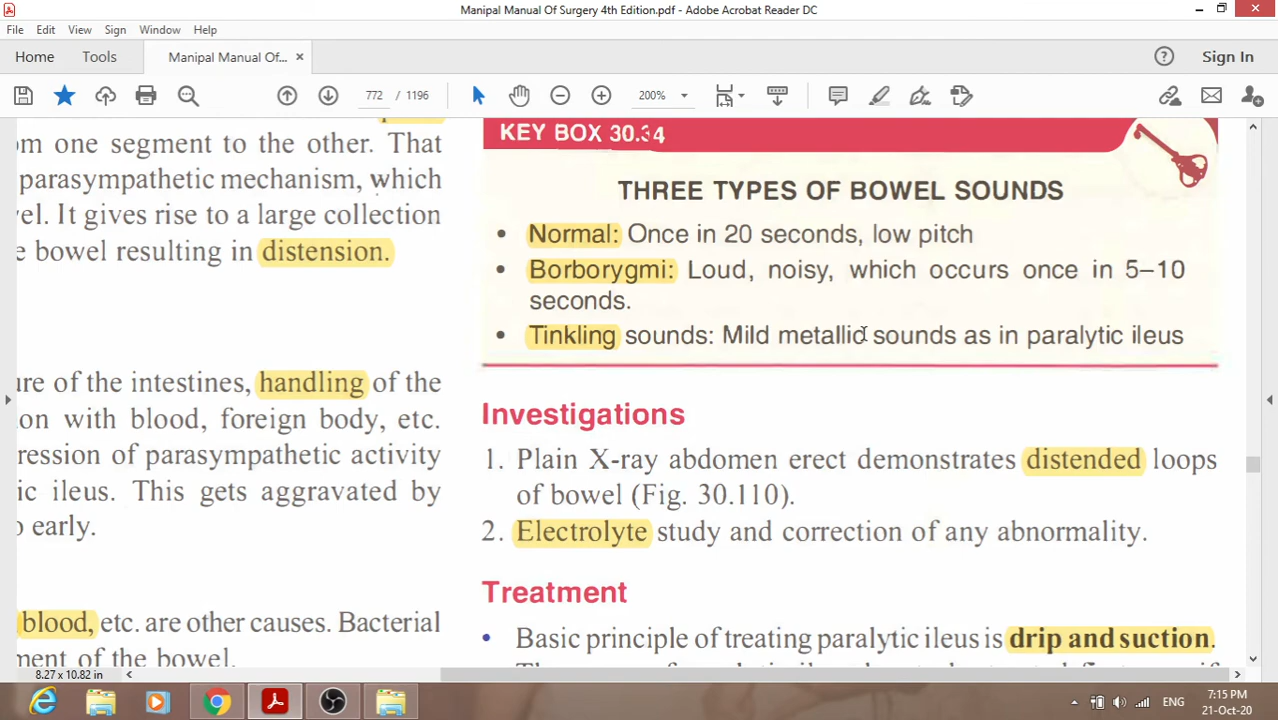 Manipal Manual Of Surgery 4th Edition.pdf - Adobe Acrobat Reader DC
File Edit View Sign Window Help
Home Tools Manipal Manual Of... × Sign In
772 / 1196 200%
om one segment to the other. That
parasympathetic mechanism, which
vel. It gives rise to a large collection
e bowel resulting in distension.
ure of the intestines, handling of the
on with blood, foreign body, etc.
ression of parasympathetic activity
ic ileus. This gets aggravated by
o early.
blood, etc. are other causes. Bacterial
ment of the bowel.
KEY BOX 30.34
THREE TYPES OF BOWEL SOUNDS
• Normal: Once in 20 seconds, low pitch
• Borborygmi: Loud, noisy, which occurs once in 5–10
seconds.
• Tinkling sounds: Mild metallic sounds as in paralytic ileus
Investigations
1. Plain X-ray abdomen erect demonstrates distended loops
of bowel (Fig. 30.110).
2. Electrolyte study and correction of any abnormality.
Treatment
• Basic principle of treating paralytic ileus is drip and suction.
8.27 x 10.82 in
ENG
7:15 PM
21-Oct-20